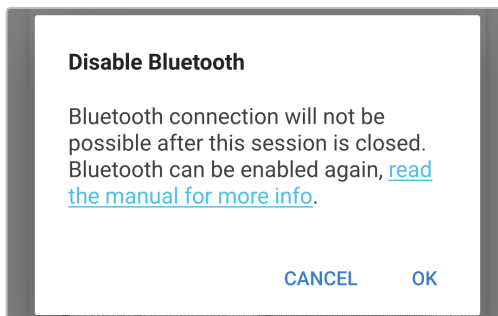 Disable Bluetooth
Bluetooth connection will not be
possible after this session is closed.
Bluetooth can be enabled again, read
the manual for more info.
CANCEL OK